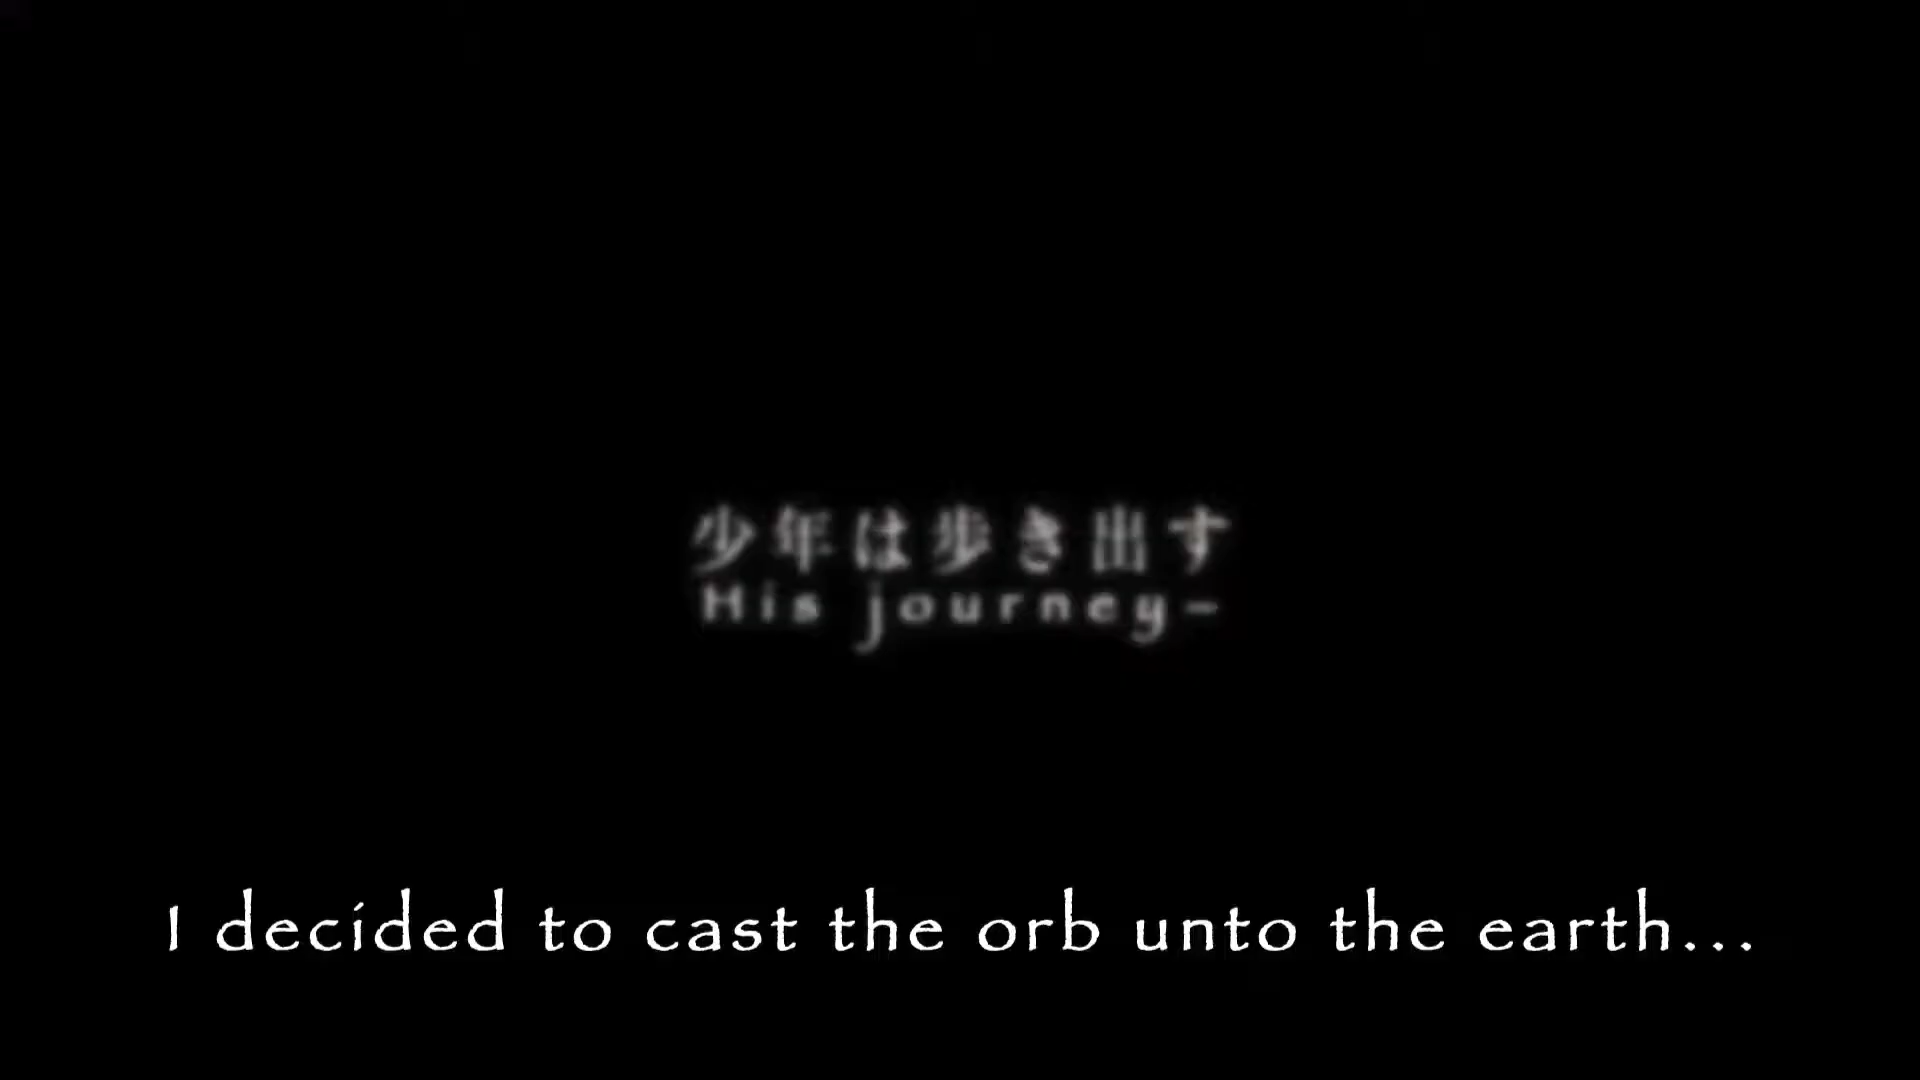 少年は歩き出す
His journey-
I decided to cast the orb unto the earth...